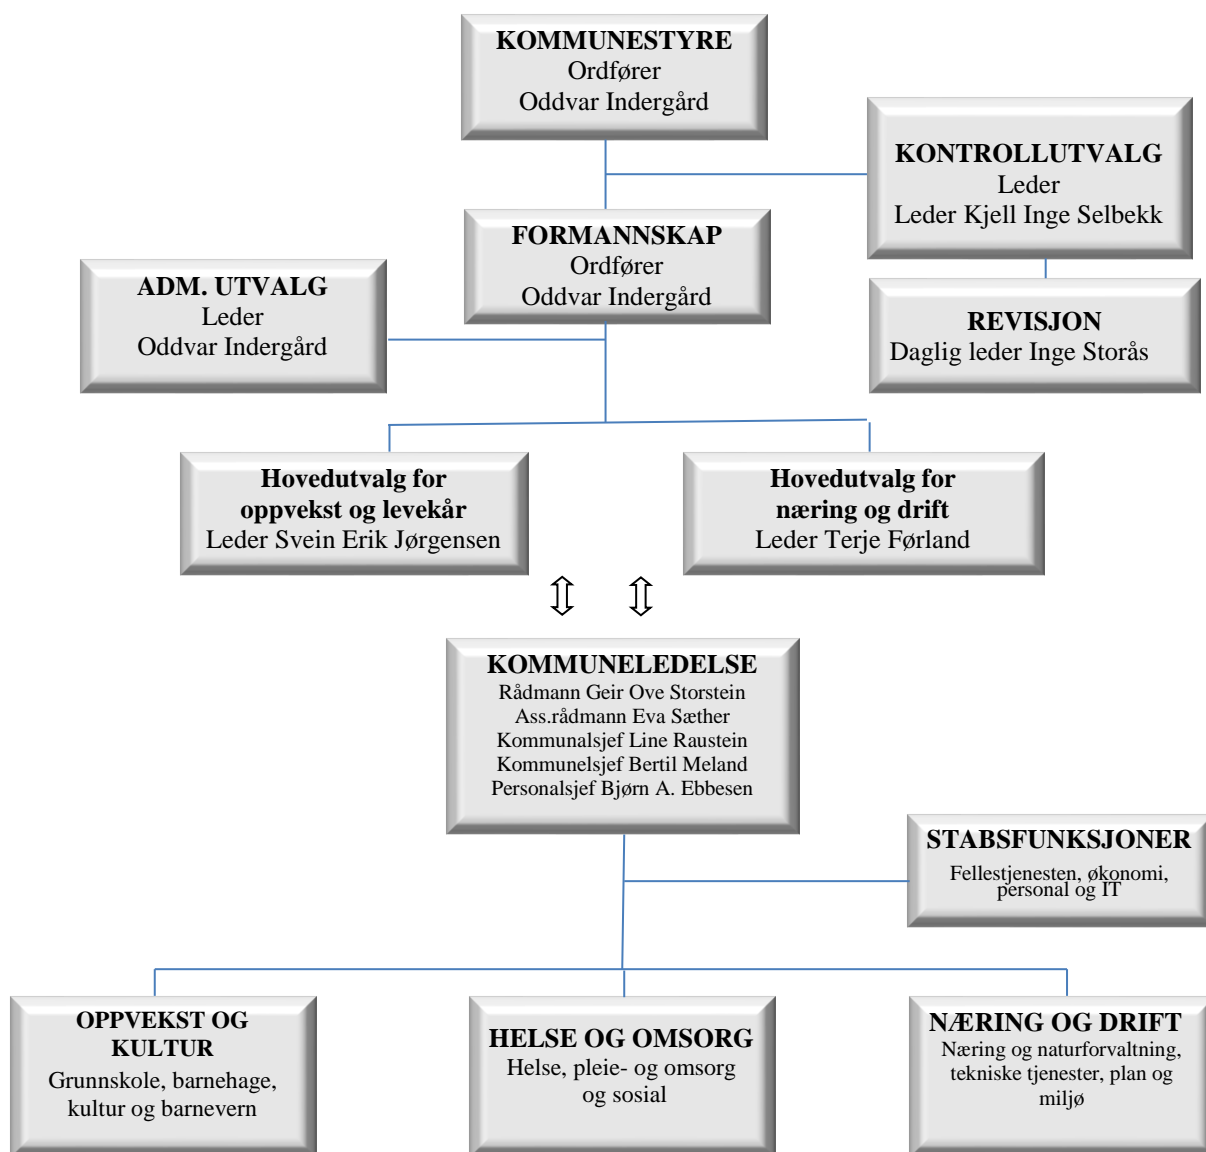 KOMMUNESTYRE
Ordfører
Oddvar Indergård
KONTROLLUTVALG
Leder
Leder Kjell Inge Selbekk
FORMANNSKAP
Ordfører
Oddvar Indergård
ADM. UTVALG
Leder
Oddvar Indergård
REVISJON
Daglig leder Inge Storås
Hovedutvalg for
oppvekst og levekår
Leder Svein Erik Jørgensen
Hovedutvalg for
næring og drift
Leder Terje Førland
KOMMUNELEDELSE
Rådmann Geir Ove Storstein
Ass.rådmann Eva Sæther
Kommunalsjef Line Raustein
Kommunelsjef Bertil Meland
Personalsjef Bjørn A. Ebbesen
STABSFUNKSJONER
Fellestjenesten, økonomi,
personal og IT
OPPVEKST OG
KULTUR
Grunnskole, barnehage,
kultur og barnevern
HELSE OG OMSORG
Helse, pleie- og omsorg
og sosial
NÆRING OG DRIFT
Næring og naturforvaltning,
tekniske tjenester, plan og
miljø